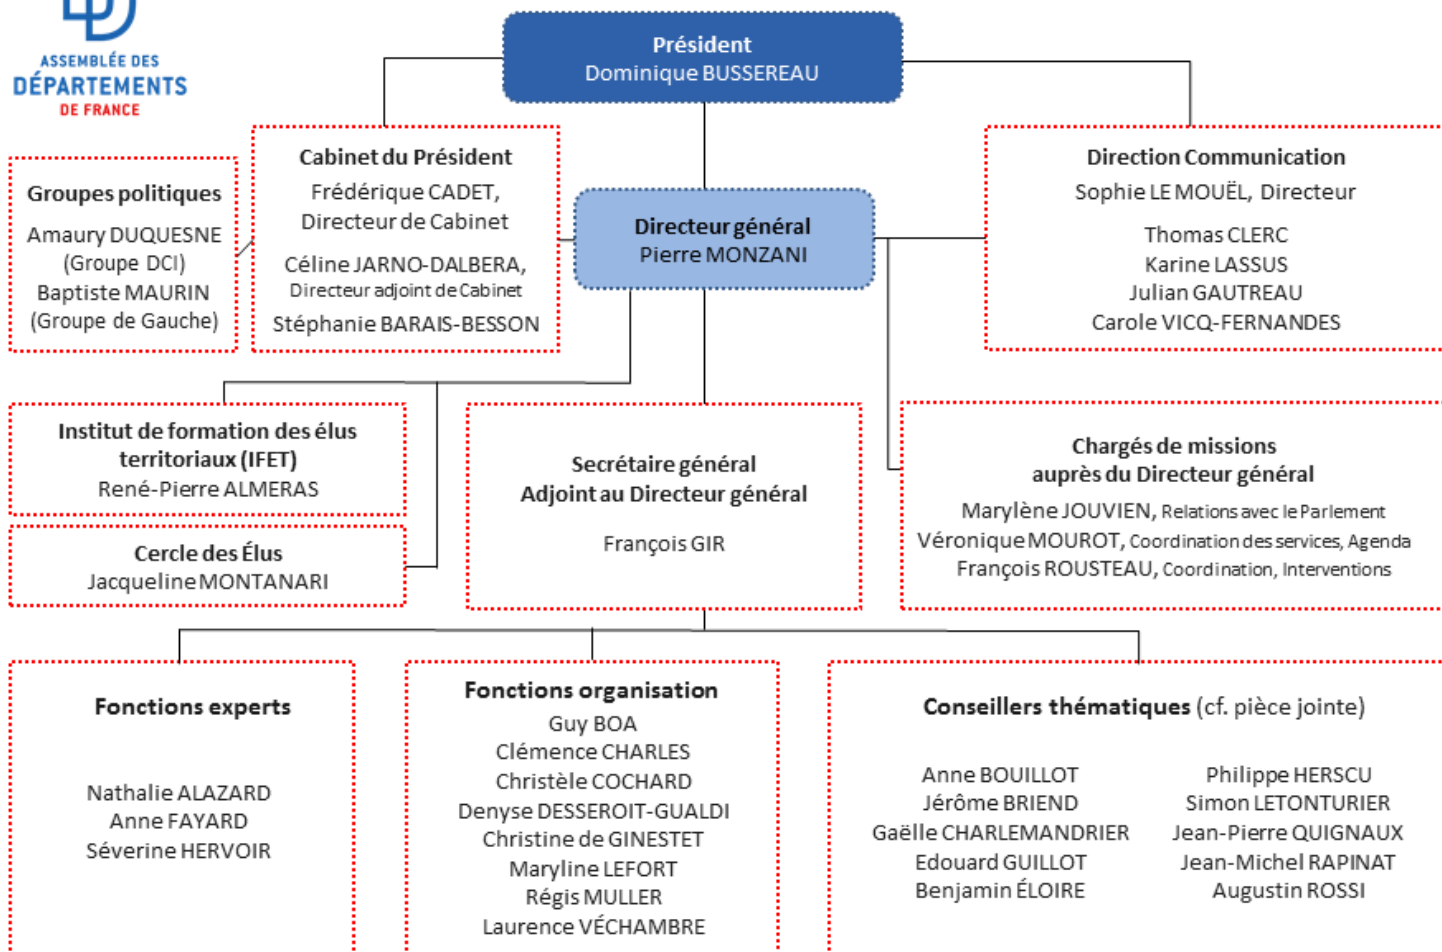 ASSEMBLÉE DES
DÉPARTEMENTS
DE FRANCE
Président
Dominique BUSSEREAU
Groupes politiques
Amaury DUQUESNE
(Groupe DCI)
Baptiste MAURIN
(Groupe de Gauche)
Cabinet du Président
Frédérique CADET,
Directeur de Cabinet
Céline JARNO-DALBERA,
Directeur adjoint de Cabinet
Stéphanie BARAIS-BESSON
Directeur général
Pierre MONZANI
Direction Communication
Sophie LE MOUËL, Directeur
Thomas CLERC
Karine LASSUS
Julian GAUTREAU
Carole VICQ-FERNANDES
Institut de formation des élus
territoriaux (IFET)
René-Pierre ALMERAS
Cercle des Élus
Jacqueline MONTANARI
Secrétaire général
Adjoint au Directeur général
François GIR
Chargés de missions
auprès du Directeur général
Marylène JOUVIEN, Relations avec le Parlement
Véronique MOUROT, Coordination des services, Agenda
François ROUSTEAU, Coordination, Interventions
Fonctions experts
Nathalie ALAZARD
Anne FAYARD
Séverine HERVOIR
Fonctions organisation
Guy BOA
Clémence CHARLES
Christèle COCHARD
Denyse DESSEROIT-GUALDI
Christine de GINESTET
Maryline LEFORT
Régis MULLER
Laurence VÉCHAMBRE
Conseillers thématiques (cf. pièce jointe)
Anne BOUILLOT
Jérôme BRIEND
Gaëlle CHARLEMANDRIER
Edouard GUILLOT
Benjamin ÉLOIRE
Philippe HERSCU
Simon LETONTURIER
Jean-Pierre QUIGNAUX
Jean-Michel RAPINAT
Augustin ROSSI